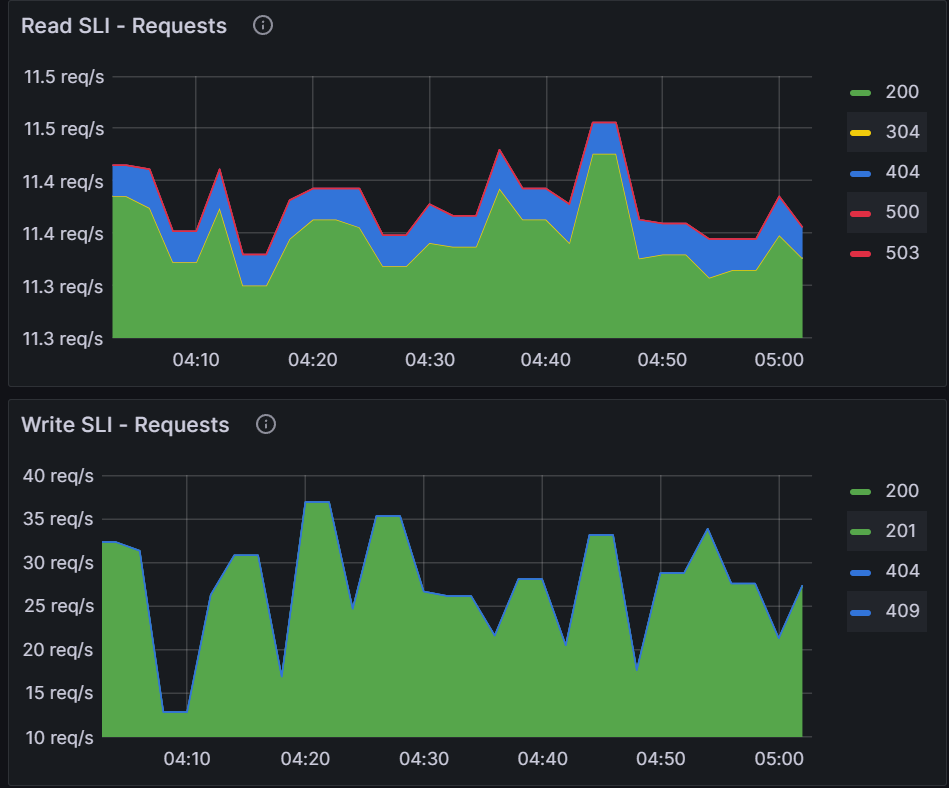 Read SLI - Requests
11.5 req/s
11.5 req/s
11.4 req/s
11.4 req/s
11.3 req/s
11.3 req/s
04:10 04:20 04:30 04:40 04:50 05:00
200
304
404
500
503
Write SLI - Requests
40 req/s
35 req/s
30 req/s
25 req/s
20 req/s
15 req/s
10 req/s
04:10 04:20 04:30 04:40 04:50 05:00
200
201
404
409